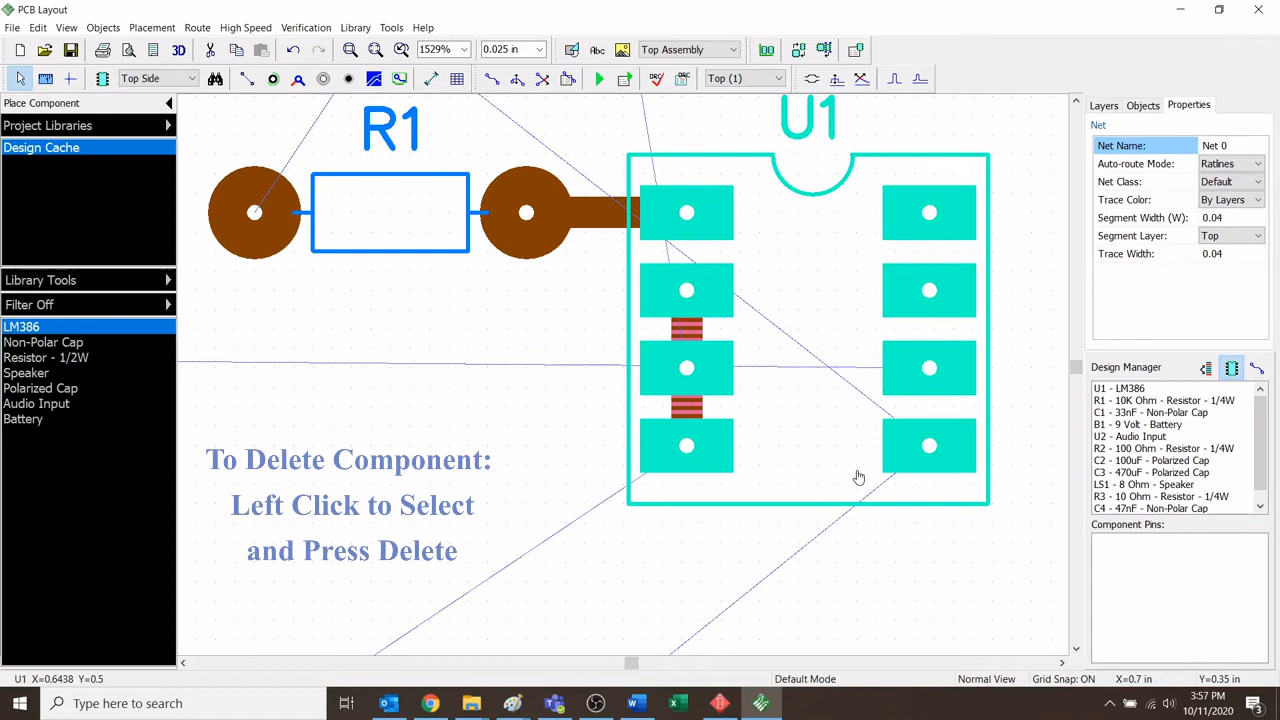 PCB Layout
File Edit View Objects Placement Route High Speed Verification Library Tools Help
3D 1529% 0.025 in Abc Top Assembly
Top Side DRC Top (1)
Place Component
Project Libraries
Design Cache
Library Tools
Filter Off
LM386
Non-Polar Cap
Resistor - 1/2W
Speaker
Polarized Cap
Audio Input
Battery
R1
U1
To Delete Component:
Left Click to Select
and Press Delete
Layers Objects Properties
Net
Net Name: Net 0
Auto-route Mode: Ratlines
Net Class: Default
Trace Color: By Layers
Segment Width (W): 0.04
Segment Layer: Top
Trace Width: 0.04
Design Manager
U1 - LM386
R1 - 10K Ohm - Resistor - 1/4W
C1 - 33nF - Non-Polar Cap
B1 - 9 Volt - Battery
U2 - Audio Input
R2 - 100 Ohm - Resistor - 1/4W
C2 - 100uF - Polarized Cap
C3 - 470uF - Polarized Cap
LS1 - 8 Ohm - Speaker
R3 - 10 Ohm - Resistor - 1/4W
C4 - 47nF - Non-Polar Cap
Component Pins:
U1 X=0.6438 Y=0.5 Default Mode Normal View Grid Snap: ON X=0.7 in Y=0.35 in
Type here to search
3:57 PM
10/11/2020
3